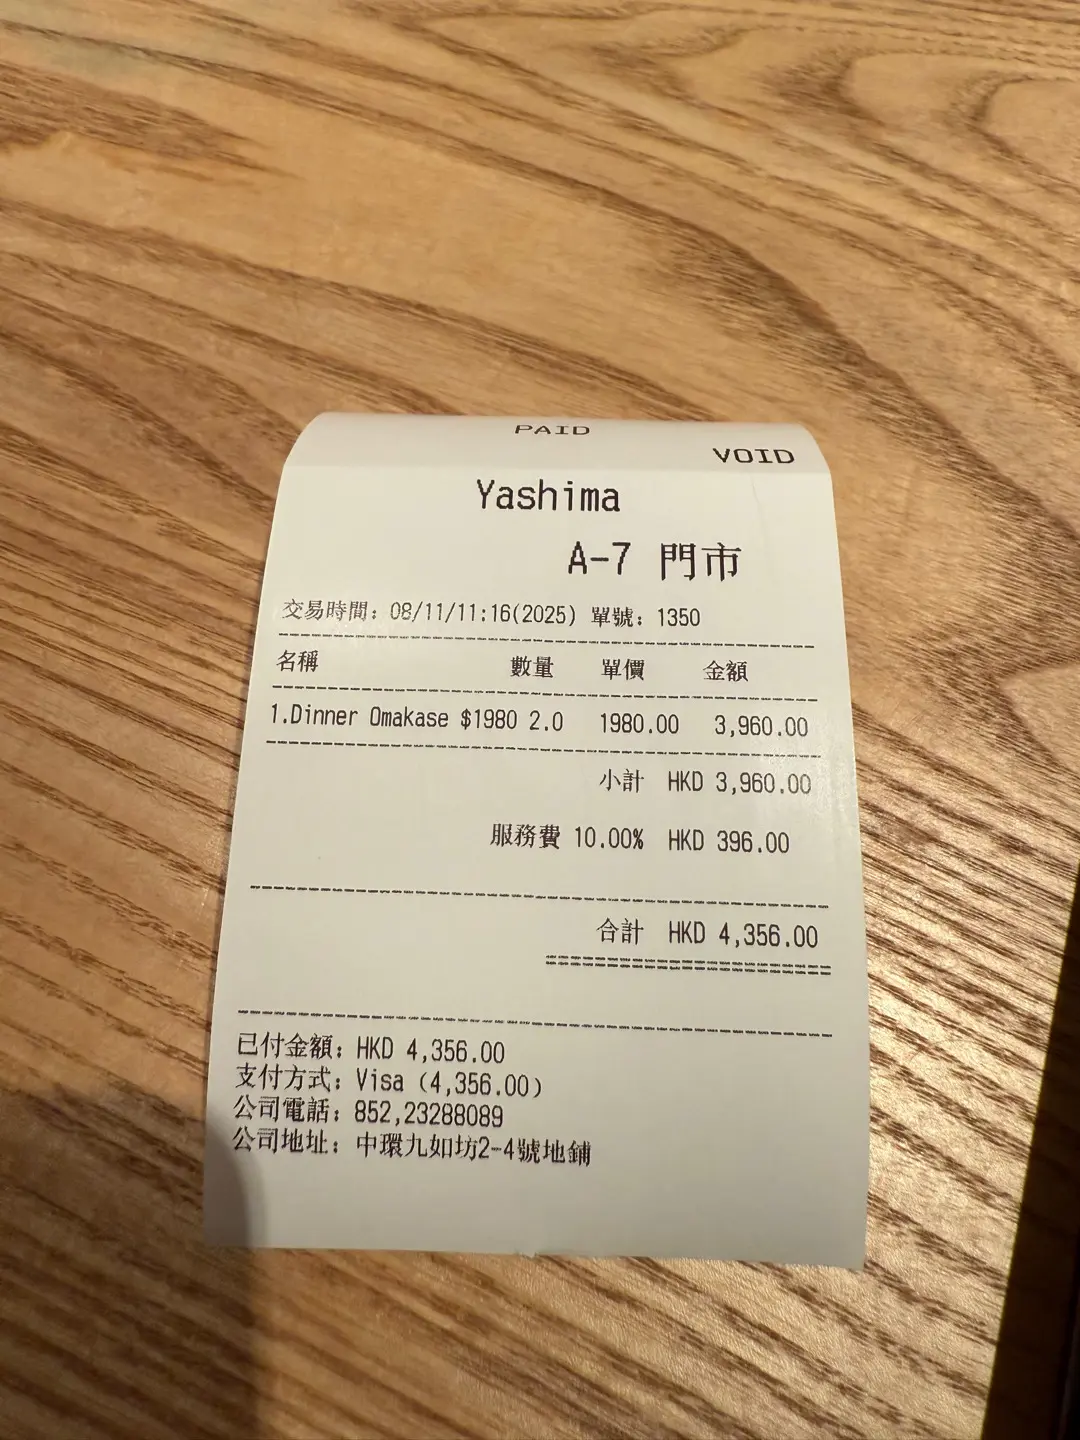 PAID
VOID
Yashima
A-7 門市
交易時間: 08/11/11:16(2025) 單號: 1350
名稱 數量 單價 金額
1.Dinner Omakase $1980 2.0 1980.00 3,960.00
小計 HKD 3,960.00
服務費 10.00% HKD 396.00
合計 HKD 4,356.00
已付金額: HKD 4,356.00
支付方式: Visa (4,356.00)
公司電話: 852,23288089
公司地址: 中環九如坊2-4號地鋪